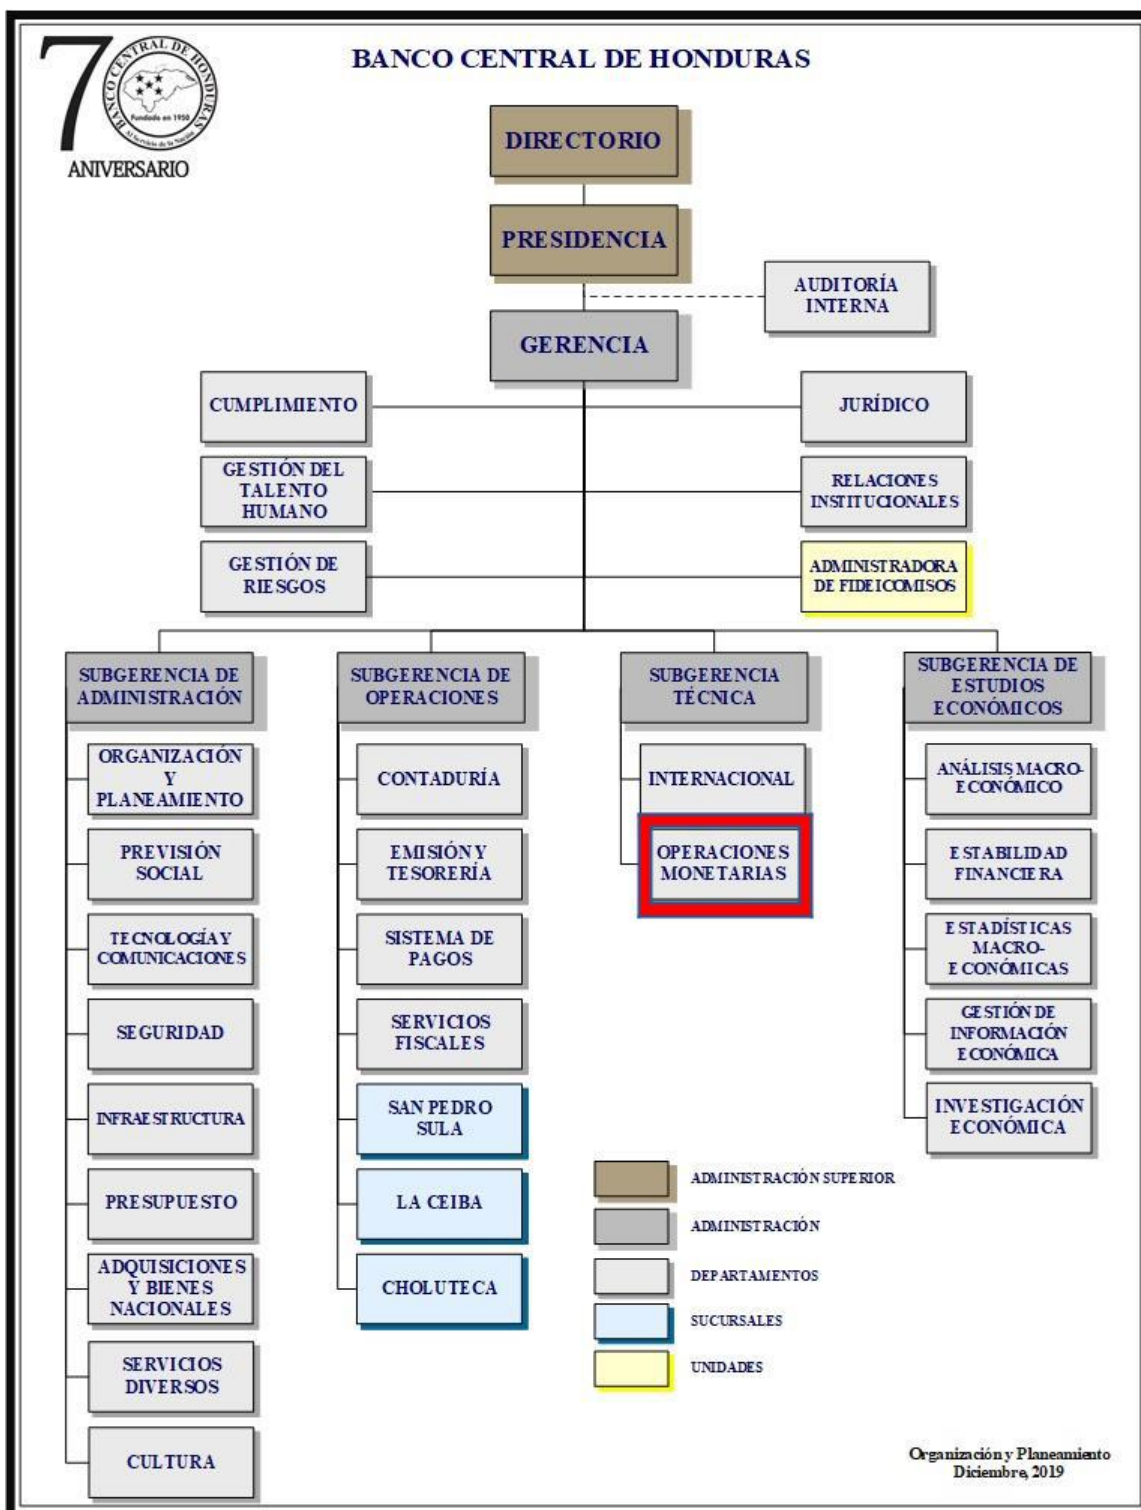 BANCO CENTRAL DE HONDURAS
7
BANCO CENTRAL DE HONDURAS
Fundado en 1950
Al Servicio de la Nación
ANIVERSARIO
DIRECTORIO
PRESIDENCIA
AUDITORÍA
INTERNA
GERENCIA
CUMPLIMIENTO
JURÍDICO
GESTIÓN DEL
TALENTO
HUMANO
RELACIONES
INSTITUCIONALES
GESTIÓN DE
RIESGOS
ADMINISTRADORA
DE FIDEICOMISOS
SUBGERENCIA DE
ADMINISTRACIÓN
ORGANIZACIÓN
Y
PLANEAMIENTO
PREVISIÓN
SOCIAL
TECNOLOGÍA Y
COMUNICACIONES
SEGURIDAD
INFRAESTRUCTURA
PRESUPUESTO
ADQUISICIONES
Y BIENES
NACIONALES
SERVICIOS
DIVERSOS
CULTURA
SUBGERENCIA DE
OPERACIONES
CONTADURÍA
EMISIÓN Y
TESORERÍA
SISTEMA DE
PAGOS
SERVICIOS
FISCALES
SAN PEDRO
SULA
LA CEIBA
CHOLUTECA
SUBGERENCIA
TÉCNICA
INTERNACIONAL
OPERACIONES
MONETARIAS
SUBGERENCIA DE
ESTUDIOS
ECONÓMICOS
ANÁLISIS MACRO-
ECONÓMICO
ESTABILIDAD
FINANCIERA
ESTADÍSTICAS
MACRO-
ECONÓMICAS
GESTIÓN DE
INFORMACIÓN
ECONÓMICA
INVESTIGACIÓN
ECONÓMICA
ADMINISTRACIÓN SUPERIOR
ADMINISTRACIÓN
DEPARTAMENTOS
SUCURSALES
UNIDADES
Organización y Planeamiento
Diciembre, 2019